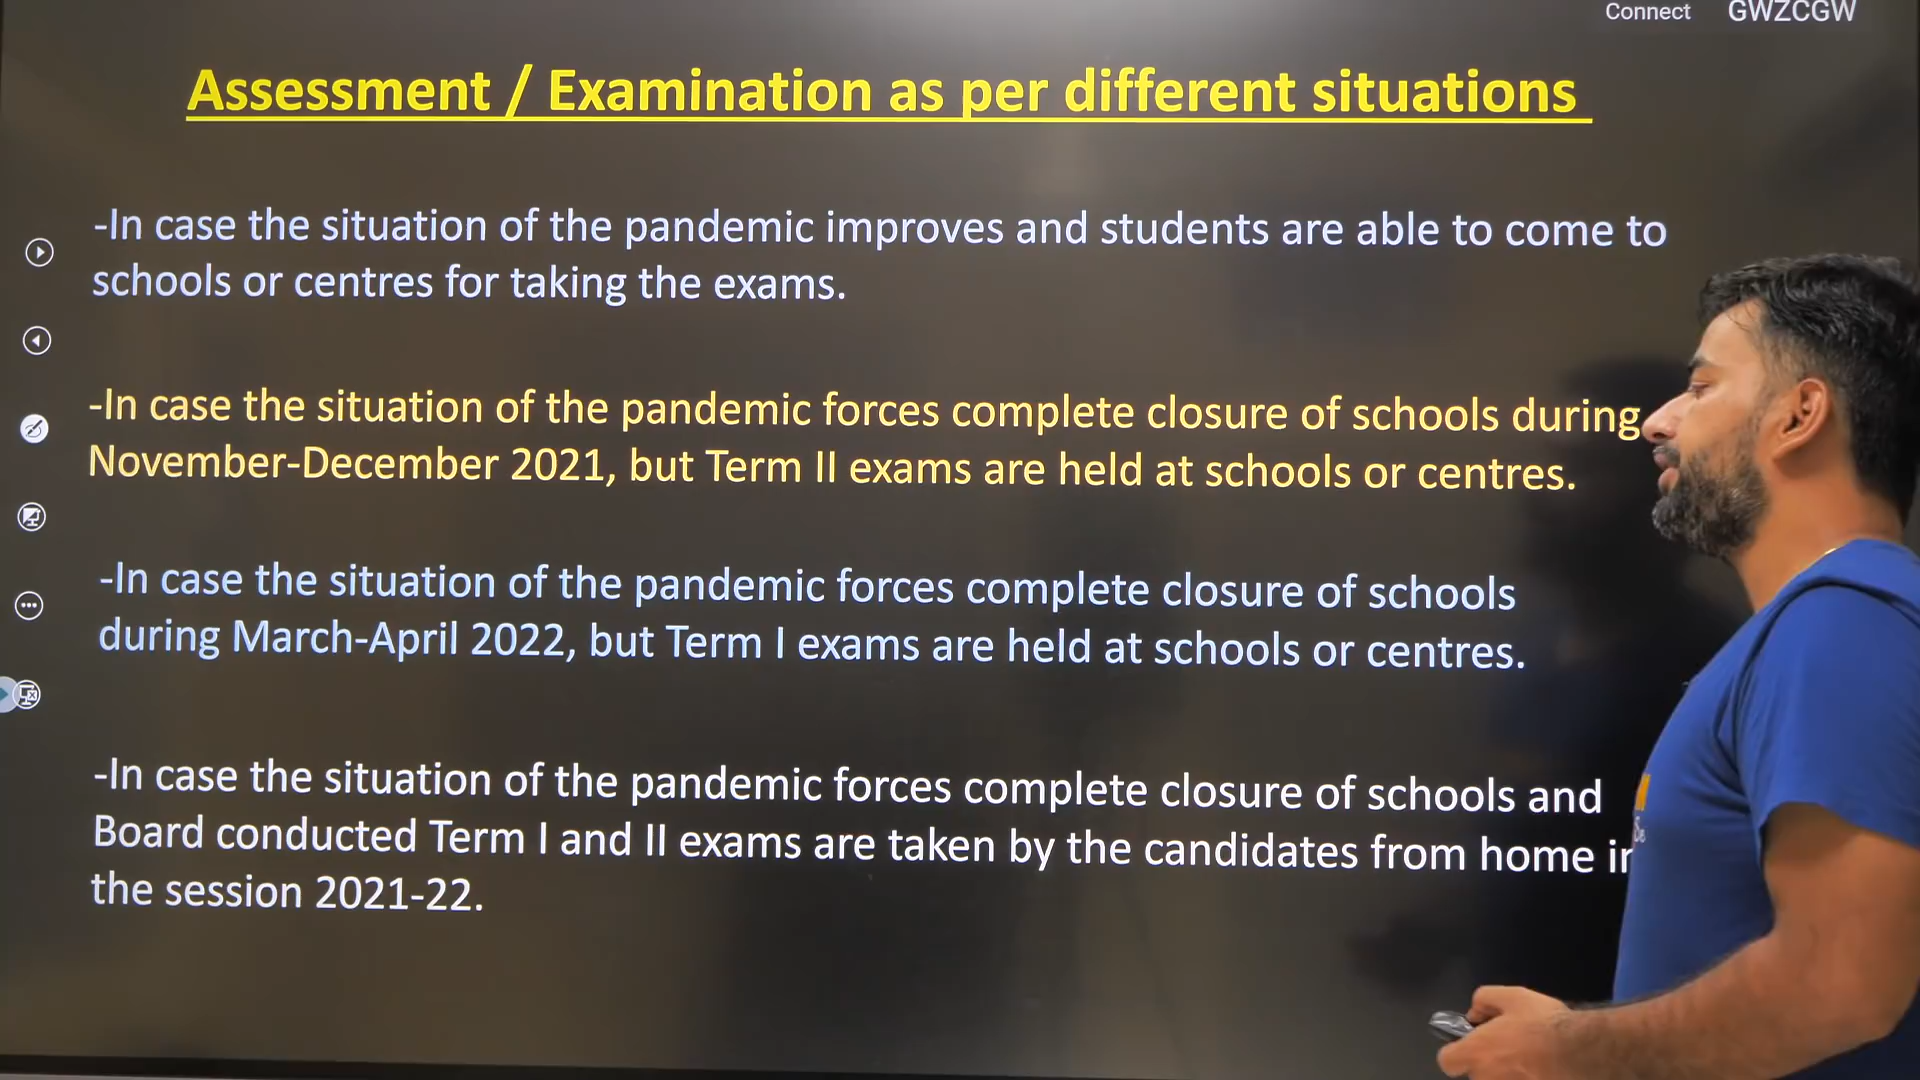 Connect GWZCGW
Assessment / Examination as per different situations
-In case the situation of the pandemic improves and students are able to come to
schools or centres for taking the exams.
-In case the situation of the pandemic forces complete closure of schools during
November-December 2021, but Term II exams are held at schools or centres.
-In case the situation of the pandemic forces complete closure of schools
during March-April 2022, but Term I exams are held at schools or centres.
-In case the situation of the pandemic forces complete closure of schools and
Board conducted Term I and II exams are taken by the candidates from home in
the session 2021-22.